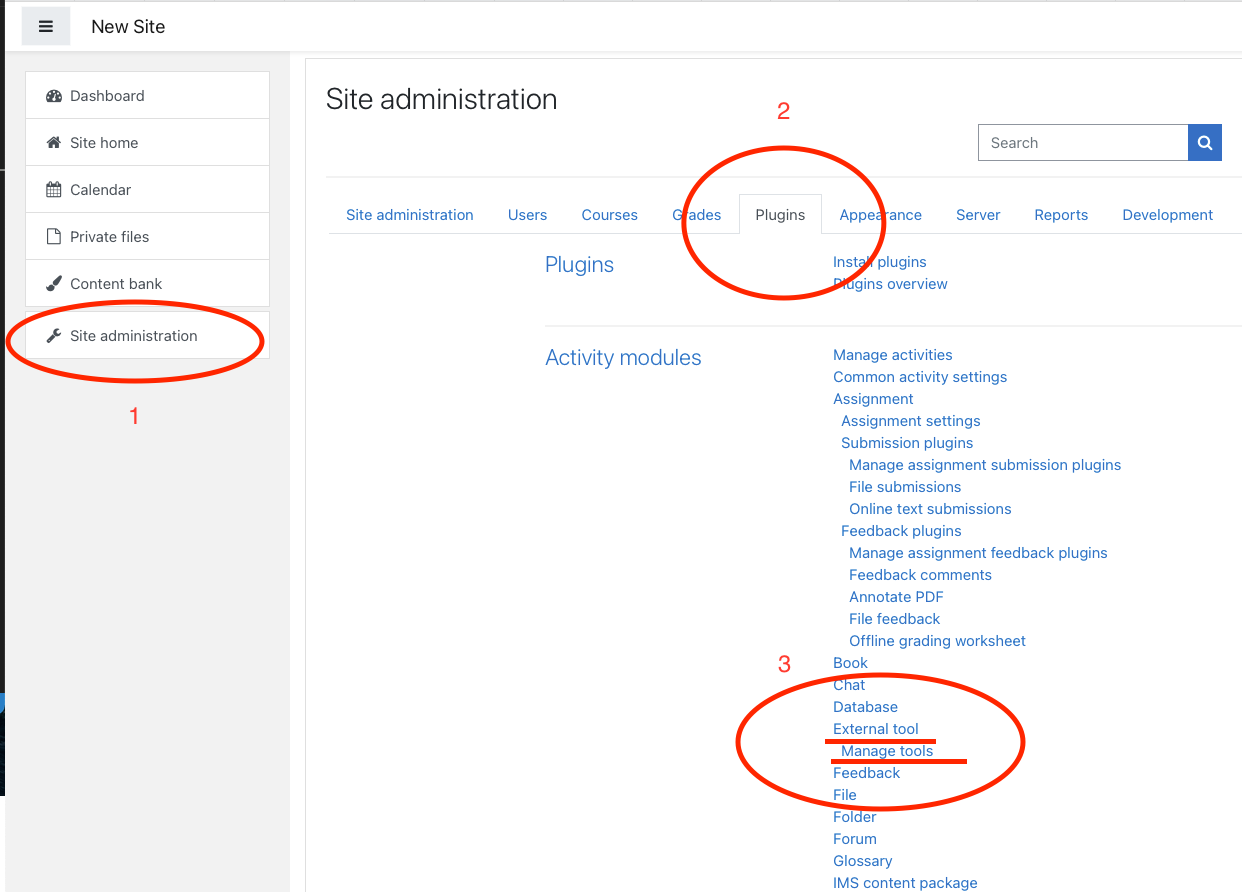 New Site
Dashboard
Site home
Calendar
Private files
Content bank
Site administration
1
Site administration
2
Search
Site administration Users Courses Grades Plugins Appearance Server Reports Development
Plugins
Install plugins
Plugins overview
Activity modules
Manage activities
Common activity settings
Assignment
Assignment settings
Submission plugins
Manage assignment submission plugins
File submissions
Online text submissions
Feedback plugins
Manage assignment feedback plugins
Feedback comments
Annotate PDF
File feedback
Offline grading worksheet
3
Book
Chat
Database
External tool
Manage tools
Feedback
File
Folder
Forum
Glossary
IMS content package